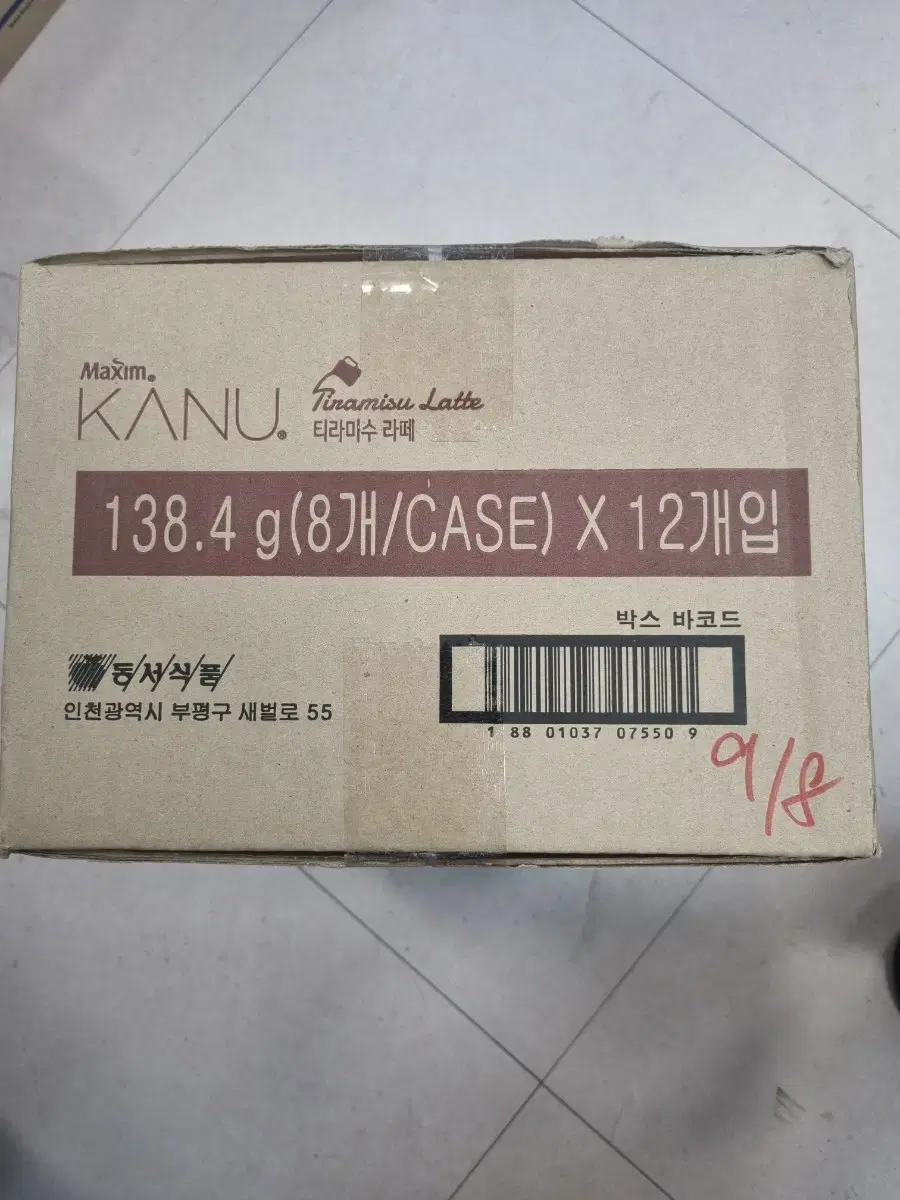 Maxim®
KANU®
Tiramisu Latte
티라미수 라떼
138.4 g(8개/CASE) X 12개입
박스 바코드
동서식품
인천광역시 부평구 새벌로 55
1 88 01037 07550 9
9/8